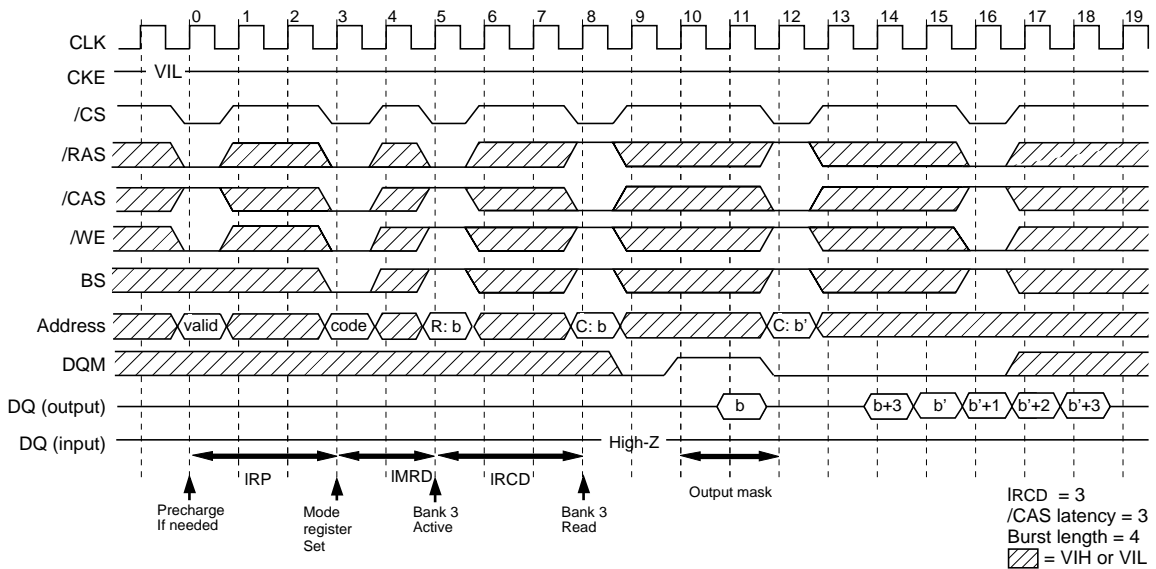 0 1 2 3 4 5 6 7 8 9 10 11 12 13 14 15 16 17 18 19
CLK
CKE VIL
/CS
/RAS
/CAS
/WE
BS
Address valid code R: b C: b C: b'
DQM
DQ (output) b b+3 b' b'+1 b'+2 b'+3
DQ (input) High-Z
lRP lMRD lRCD Output mask
Precharge
If needed
Mode
register
Set
Bank 3
Active
Bank 3
Read
lRCD = 3
/CAS latency = 3
Burst length = 4
= VIH or VIL